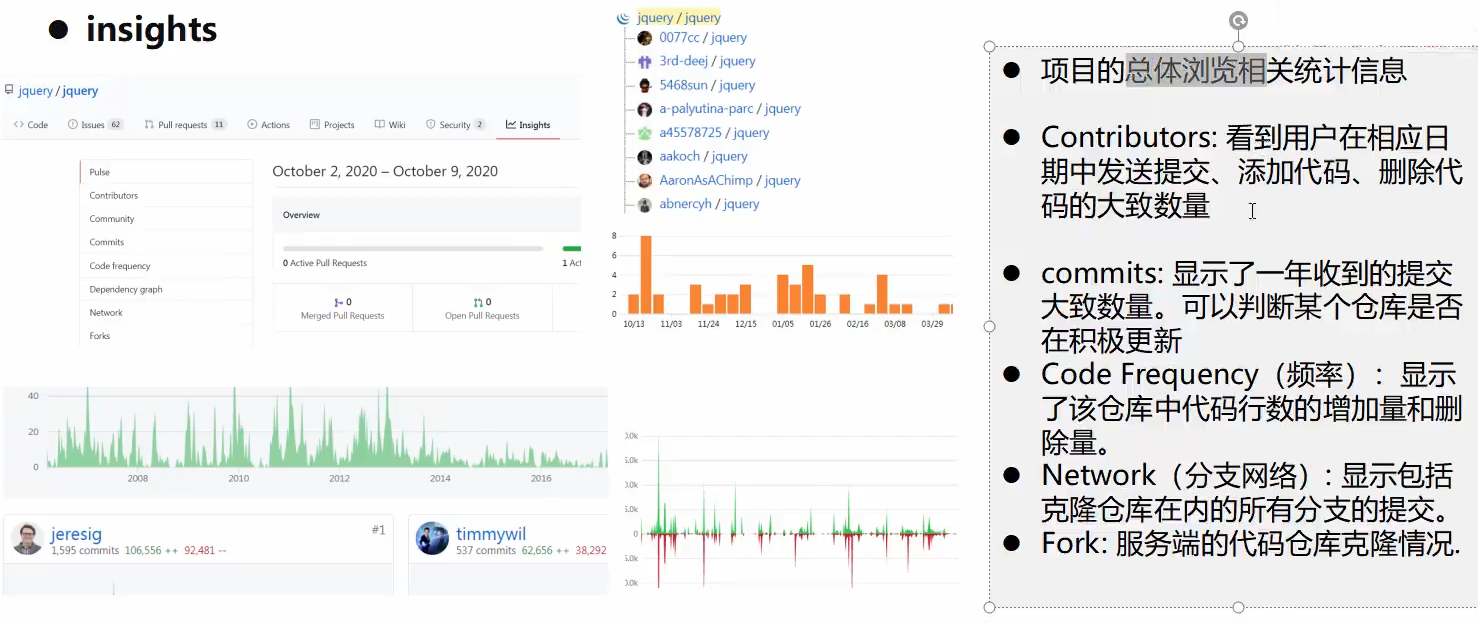 insights
jquery / jquery
Code
Issues 62
Pull requests 11
Actions
Projects
Wiki
Security 2
Insights
Pulse
Contributors
Community
Commits
Code frequency
Dependency graph
Network
Forks
October 2, 2020 – October 9, 2020
Overview
0 Active Pull Requests
1 Act
0
Merged Pull Requests
0
Open Pull Requests
40
20
0
2008 2010 2012 2014 2016
jeresig #1
1,595 commits 106,556 ++ 92,481 --
timmywil
537 commits 62,656 ++ 38,292
jquery / jquery
0077cc / jquery
3rd-deej / jquery
5468sun / jquery
a-palyutina-parc / jquery
a45578725 / jquery
aakoch / jquery
AaronAsAChimp / jquery
abnercyh / jquery
8
6
4
2
0
10/13 11/03 11/24 12/15 01/05 01/26 02/16 03/08 03/29
0.0k
5.0k
0.0k
5.0k
0
5.0k
0.0k
项目的总体浏览相关统计信息
Contributors: 看到用户在相应日
期中发送提交、添加代码、删除代
码的大致数量
commits: 显示了一年收到的提交
大致数量。可以判断某个仓库是否
在积极更新
Code Frequency（频率）：显示
了该仓库中代码行数的增加量和删
除量。
Network（分支网络）: 显示包括
克隆仓库在内的所有分支的提交。
Fork: 服务端的代码仓库克隆情况.